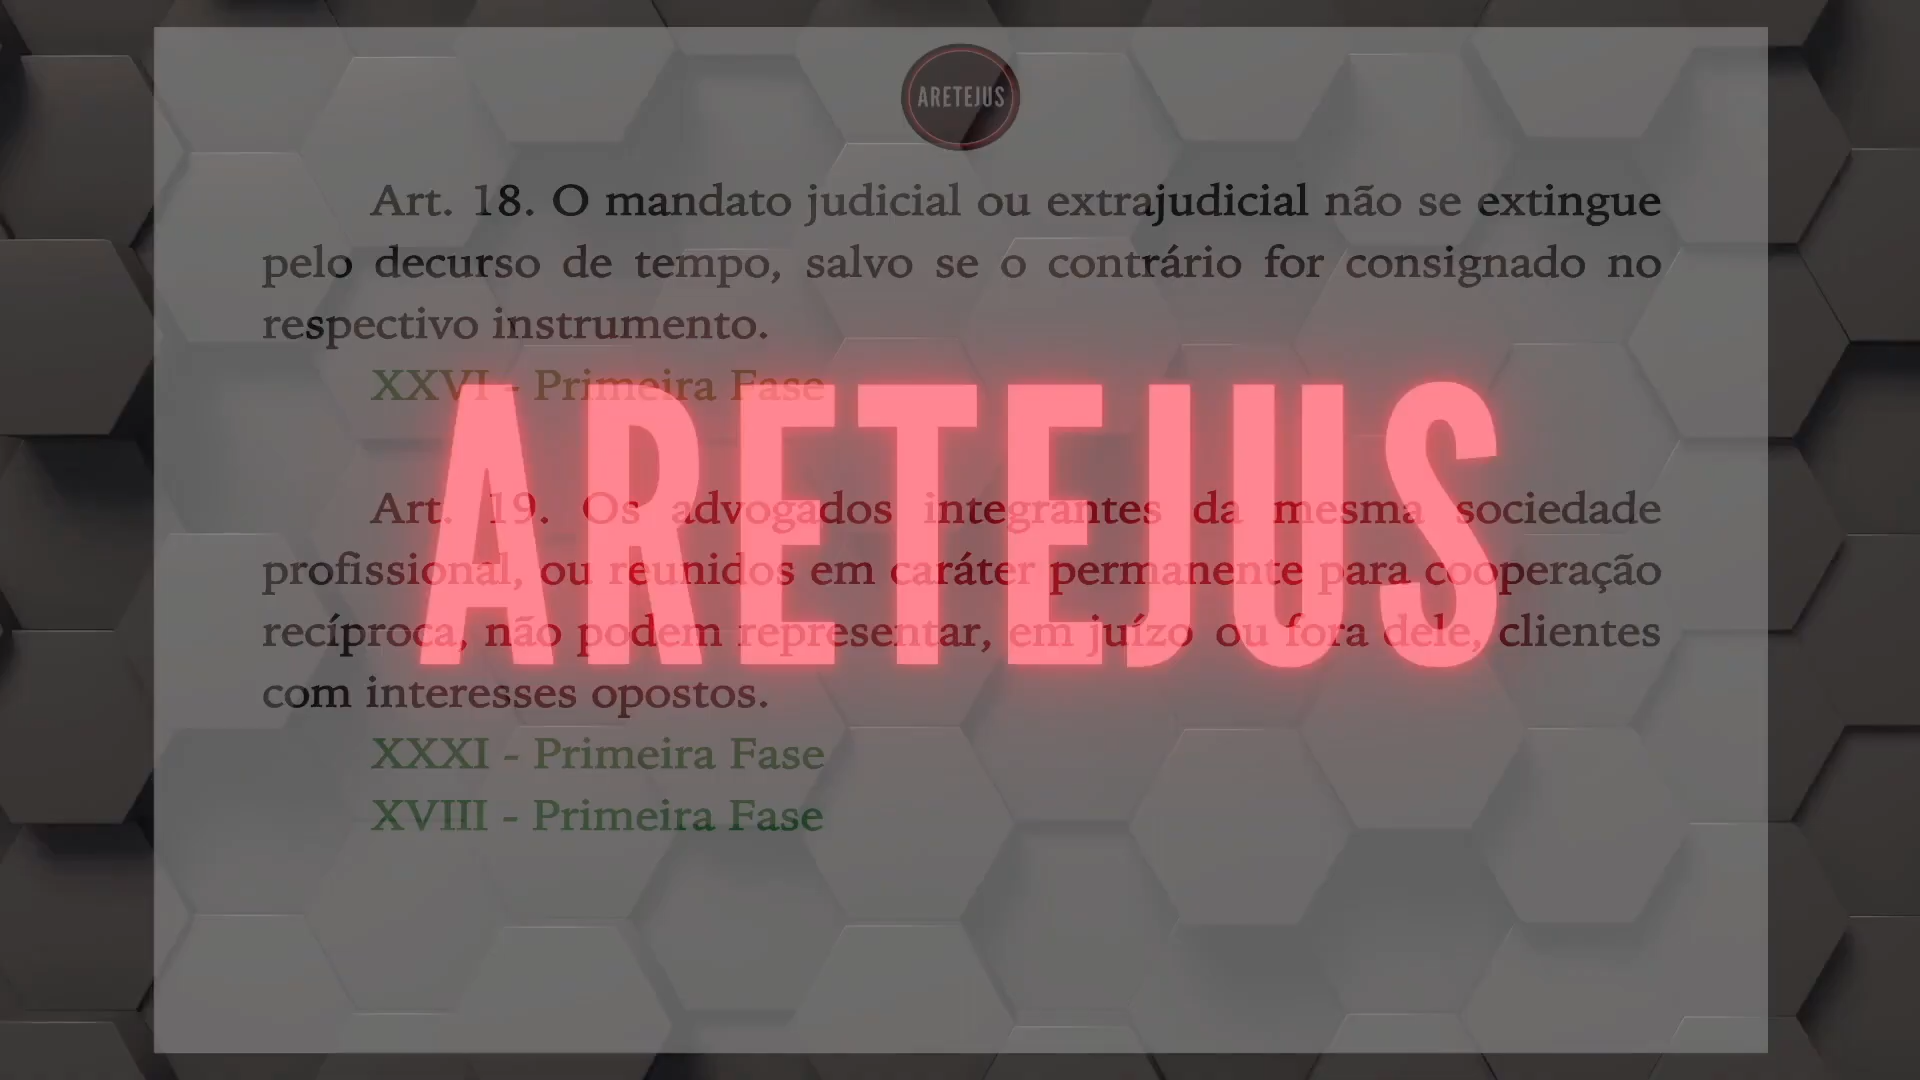 ARETEJUS
Art. 18. O mandato judicial ou extrajudicial não se extingue
pelo decurso de tempo, salvo se o contrário for consignado no
respectivo instrumento.
XXVI - Primeira Fase
ARETEJUS
Art. 19. Os advogados integrantes da mesma sociedade
profissional, ou reunidos em caráter permanente para cooperação
recíproca, não podem representar, em juízo ou fora dele, clientes
com interesses opostos.
XXXI - Primeira Fase
XVIII - Primeira Fase